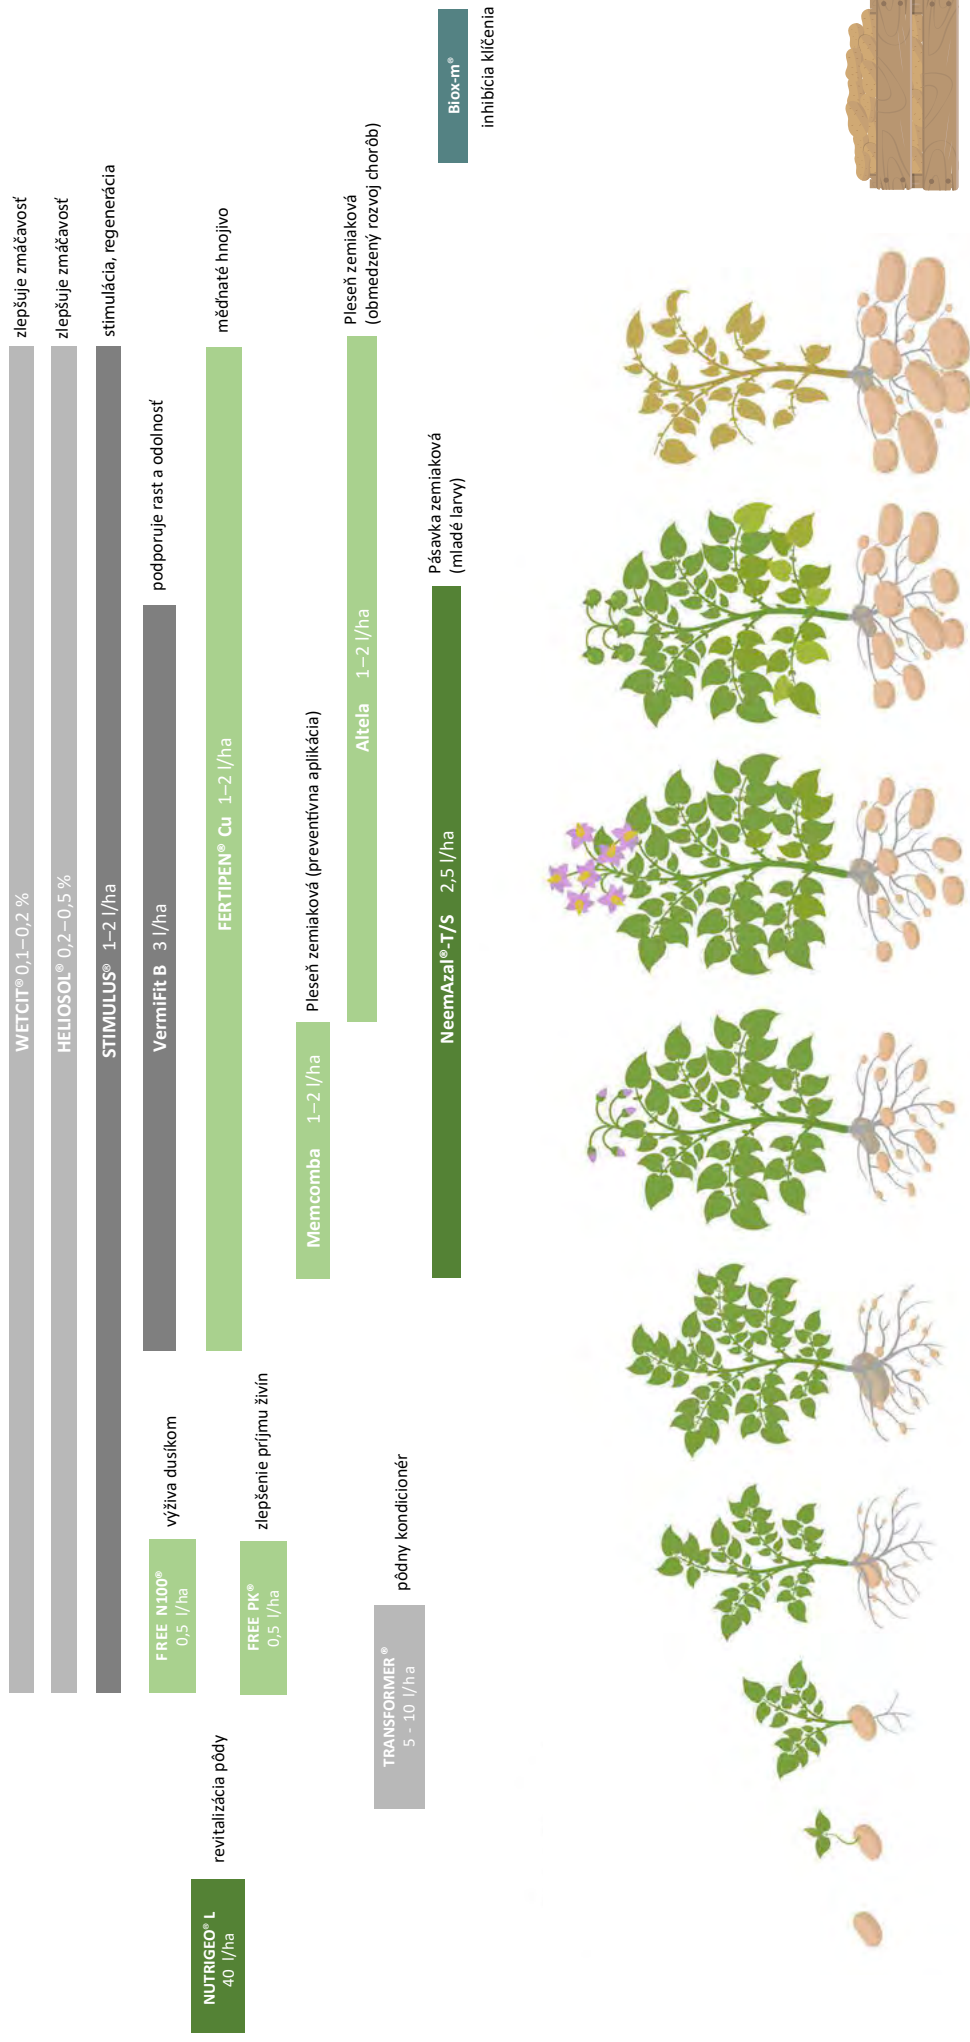 WETCIT® 0,1–0,2 %
zlepšuje zmáčavosť
HELIOSOL® 0,2–0,5 %
zlepšuje zmáčavosť
STIMULUS® 1–2 l/ha
stimulácia, regenerácia
FREE N100®
0,5 l/ha
výživa dusíkom
VermiFit B 3 l/ha
podporuje rast a odolnosť
NUTRIGEO® L
40 l/ha
revitalizácia pôdy
FERTIPEN® Cu 1–2 l/ha
měďnaté hnojivo
FREE PK®
0,5 l/ha
zlepšenie príjmu živín
Memcomba 1–2 l/ha
Pleseň zemiaková (preventívna aplikácia)
Altela 1–2 l/ha
Pleseň zemiaková
(obmedzený rozvoj chorôb)
TRANSFORMER®
5 - 10 l/ha
pôdny kondicionér
NeemAzal®-T/S 2,5 l/ha
Pásavka zemiaková
(mladé larvy)
Biox-m®
inhibícia klíčenia